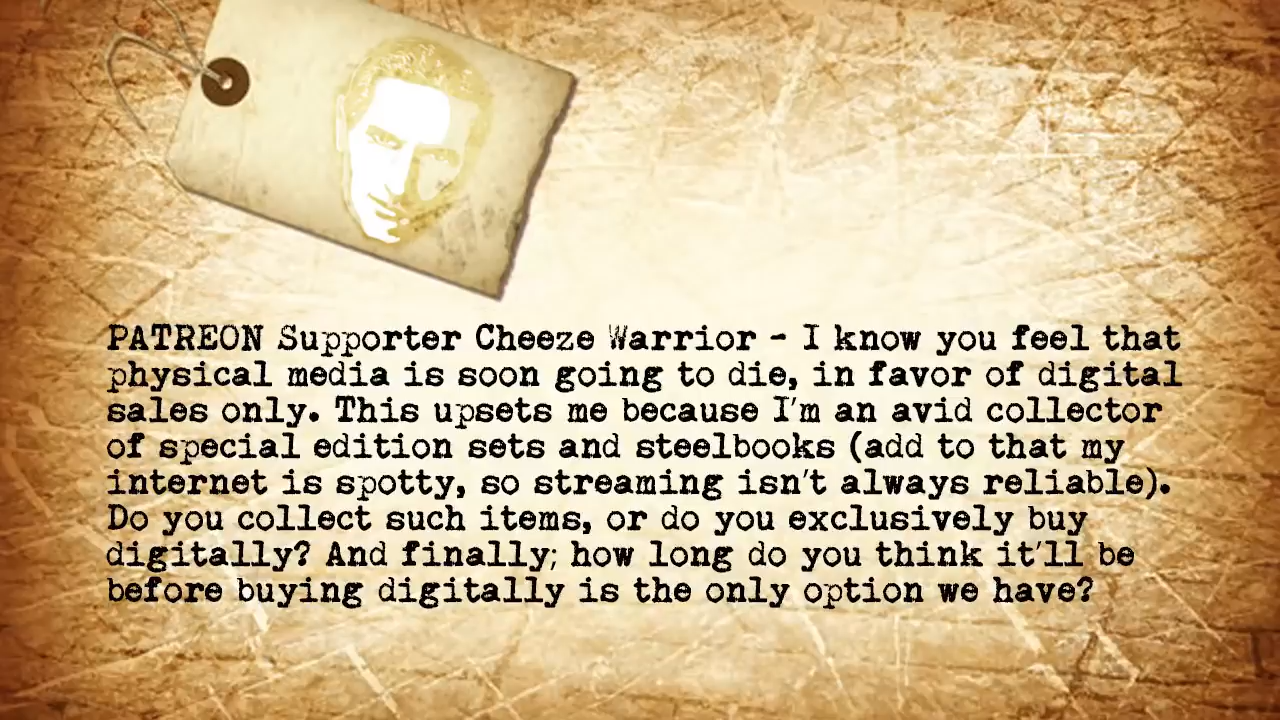 PATREON Supporter Cheeze Warrior - I know you feel that
physical media is soon going to die, in favor of digital
sales only. This upsets me because I'm an avid collector
of special edition sets and steelbooks (add to that my
internet is spotty, so streaming isn't always reliable).
Do you collect such items, or do you exclusively buy
digitally? And finally; how long do you think it'll be
before buying digitally is the only option we have?